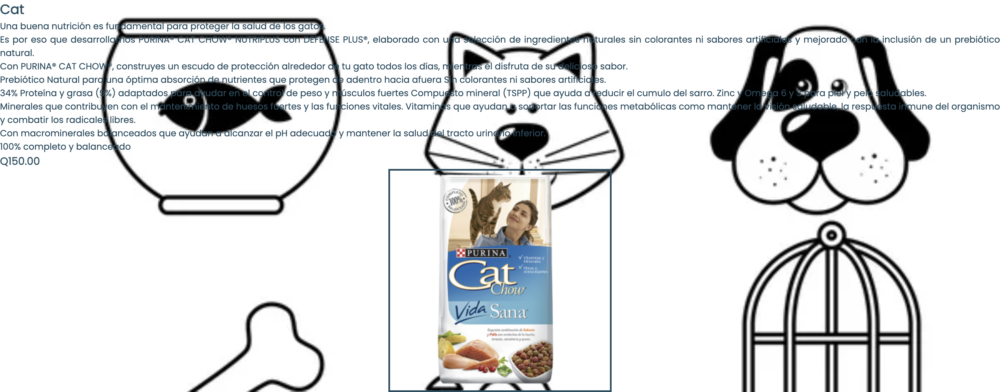 Cat
Una buena nutrición es fundamental para proteger la salud de los gatos.
Es por eso que desarrollamos PURINA® CAT CHOW® NUTRIPLUS con DEFENSE PLUS®, elaborado con una selección de ingredientes naturales sin colorantes ni sabores artificiales y mejorado con la inclusión de un prebiótico
natural.
Con PURINA® CAT CHOW®, construyes un escudo de protección alrededor de tu gato todos los días, mientras él disfruta de su delicioso sabor.
Prebiótico Natural para una óptima absorción de nutrientes que protegen de adentro hacia afuera Sin colorantes ni sabores artificiales.
34% Proteína y grasa (9%) adaptados para ayudar en el control de peso y músculos fuertes Compuesto mineral (TSPP) que ayuda a reducir el cumulo del sarro. Zinc y Omega 6 y 3 para piel y pelo saludables.
Minerales que contribuyen con el mantenimiento de huesos fuertes y las funciones vitales. Vitaminas que ayudan a soportar las funciones metabólicas como mantener la visión saludable, la respuesta inmune del organismo
y combatir los radicales libres.
Con macrominerales balanceados que ayudan a alcanzar el pH adecuado y mantener la salud del tracto urinario inferior.
100% completo y balanceado
Q150.00
COMPLETO
100%
BALANCEADO
PURINA
Cat
Chow
Vitaminas y
Minerales
Fibras y
Antioxidantes
Vida Sana
Exquisita combinación de Salmón
y Pollo con verduritas de la huerta,
tomates, zanahoria y queso.